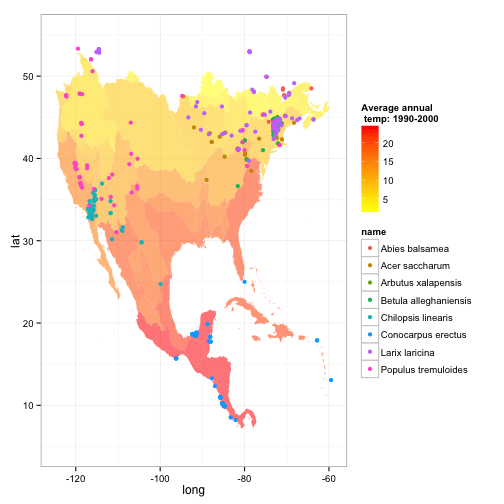 50
40
30
20
10
lat
-120
-100
-80
-60
long
Average annual
temp: 1990-2000
20
15
10
5
name
Abies balsamea
Acer saccharum
Arbutus xalapensis
Betula alleghaniensis
Chilopsis linearis
Conocarpus erectus
Larix laricina
Populus tremuloides